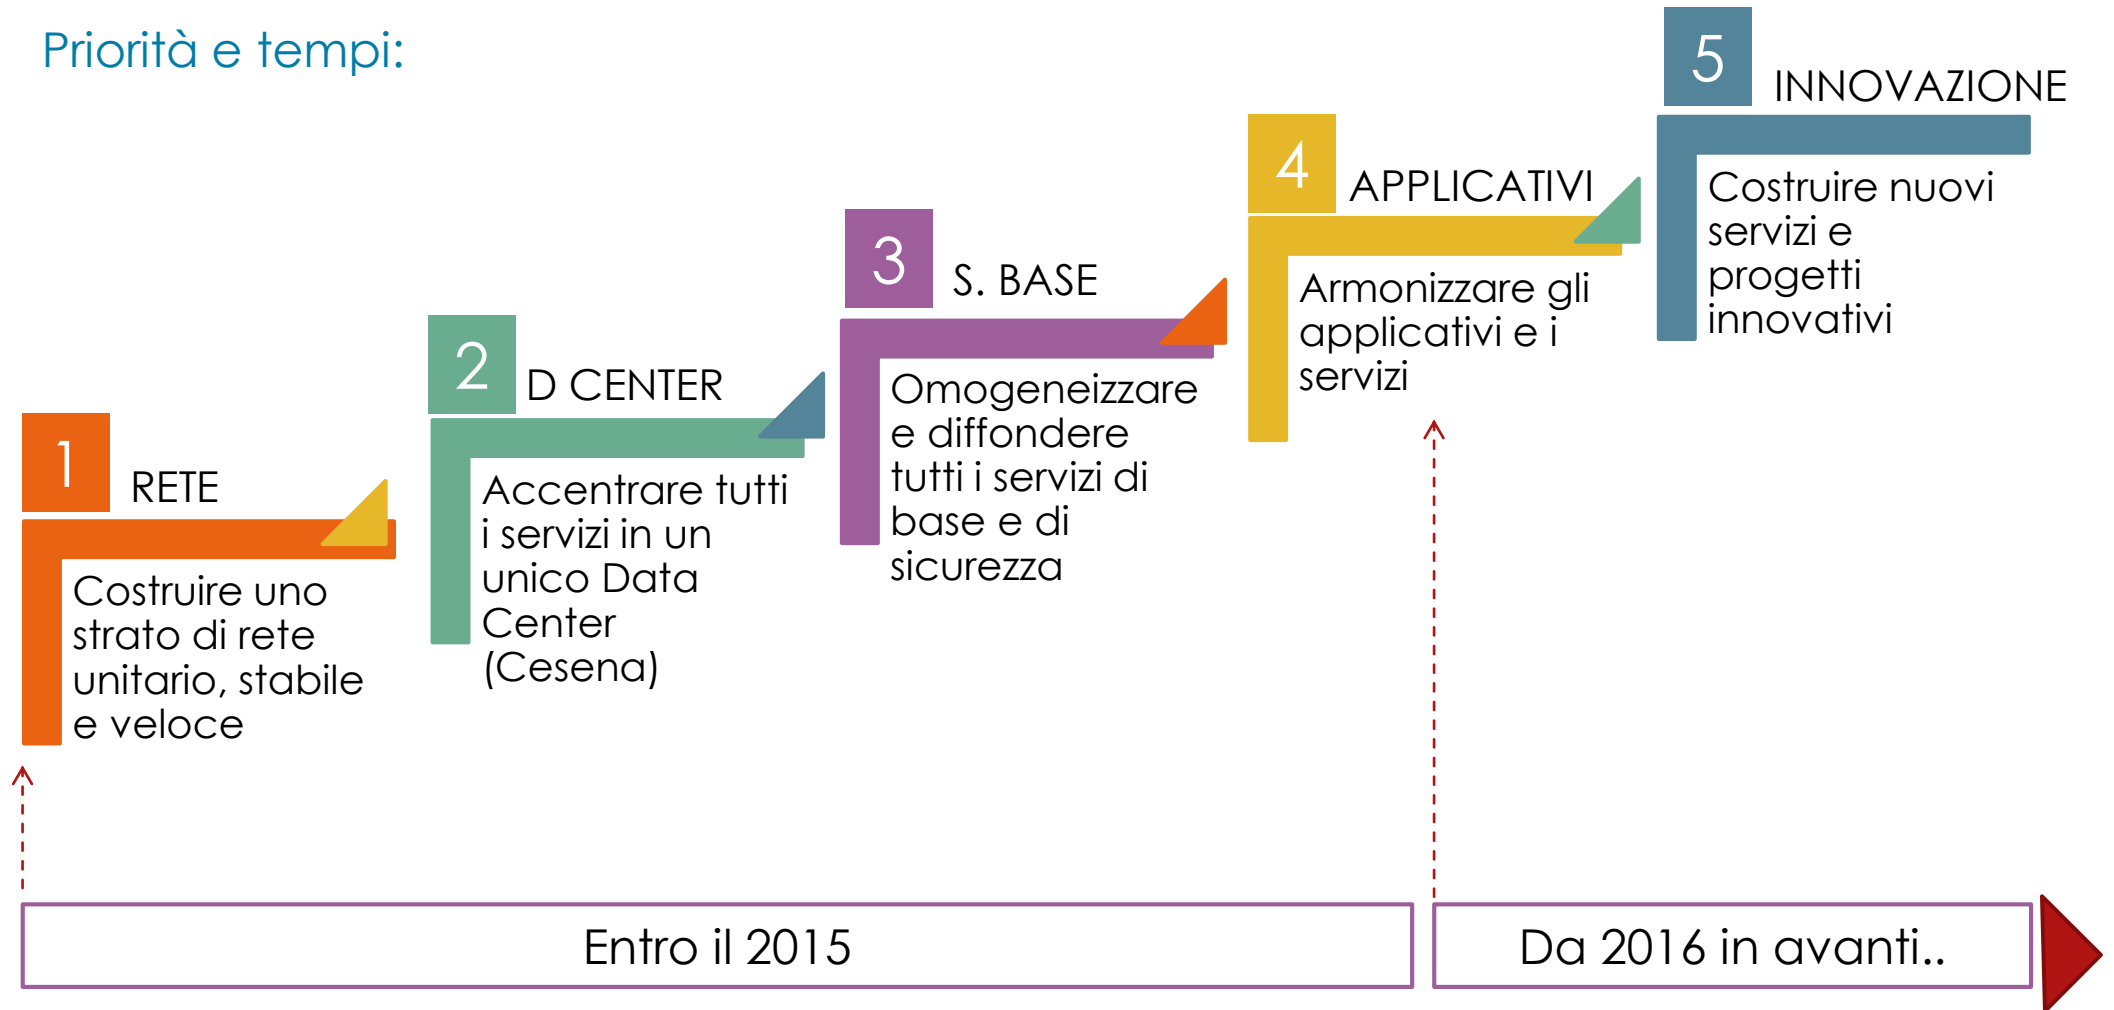 Priorità e tempi:
1
RETE
Costruire uno
strato di rete
unitario, stabile
e veloce
2
D CENTER
Accentrare tutti
i servizi in un
unico Data
Center
(Cesena)
3
S. BASE
Omogeneizzare
e diffondere
tutti i servizi di
base e di
sicurezza
4
APPLICATIVI
Armonizzare gli
applicativi e i
servizi
5
INNOVAZIONE
Costruire nuovi
servizi e
progetti
innovativi
Entro il 2015
Da 2016 in avanti..